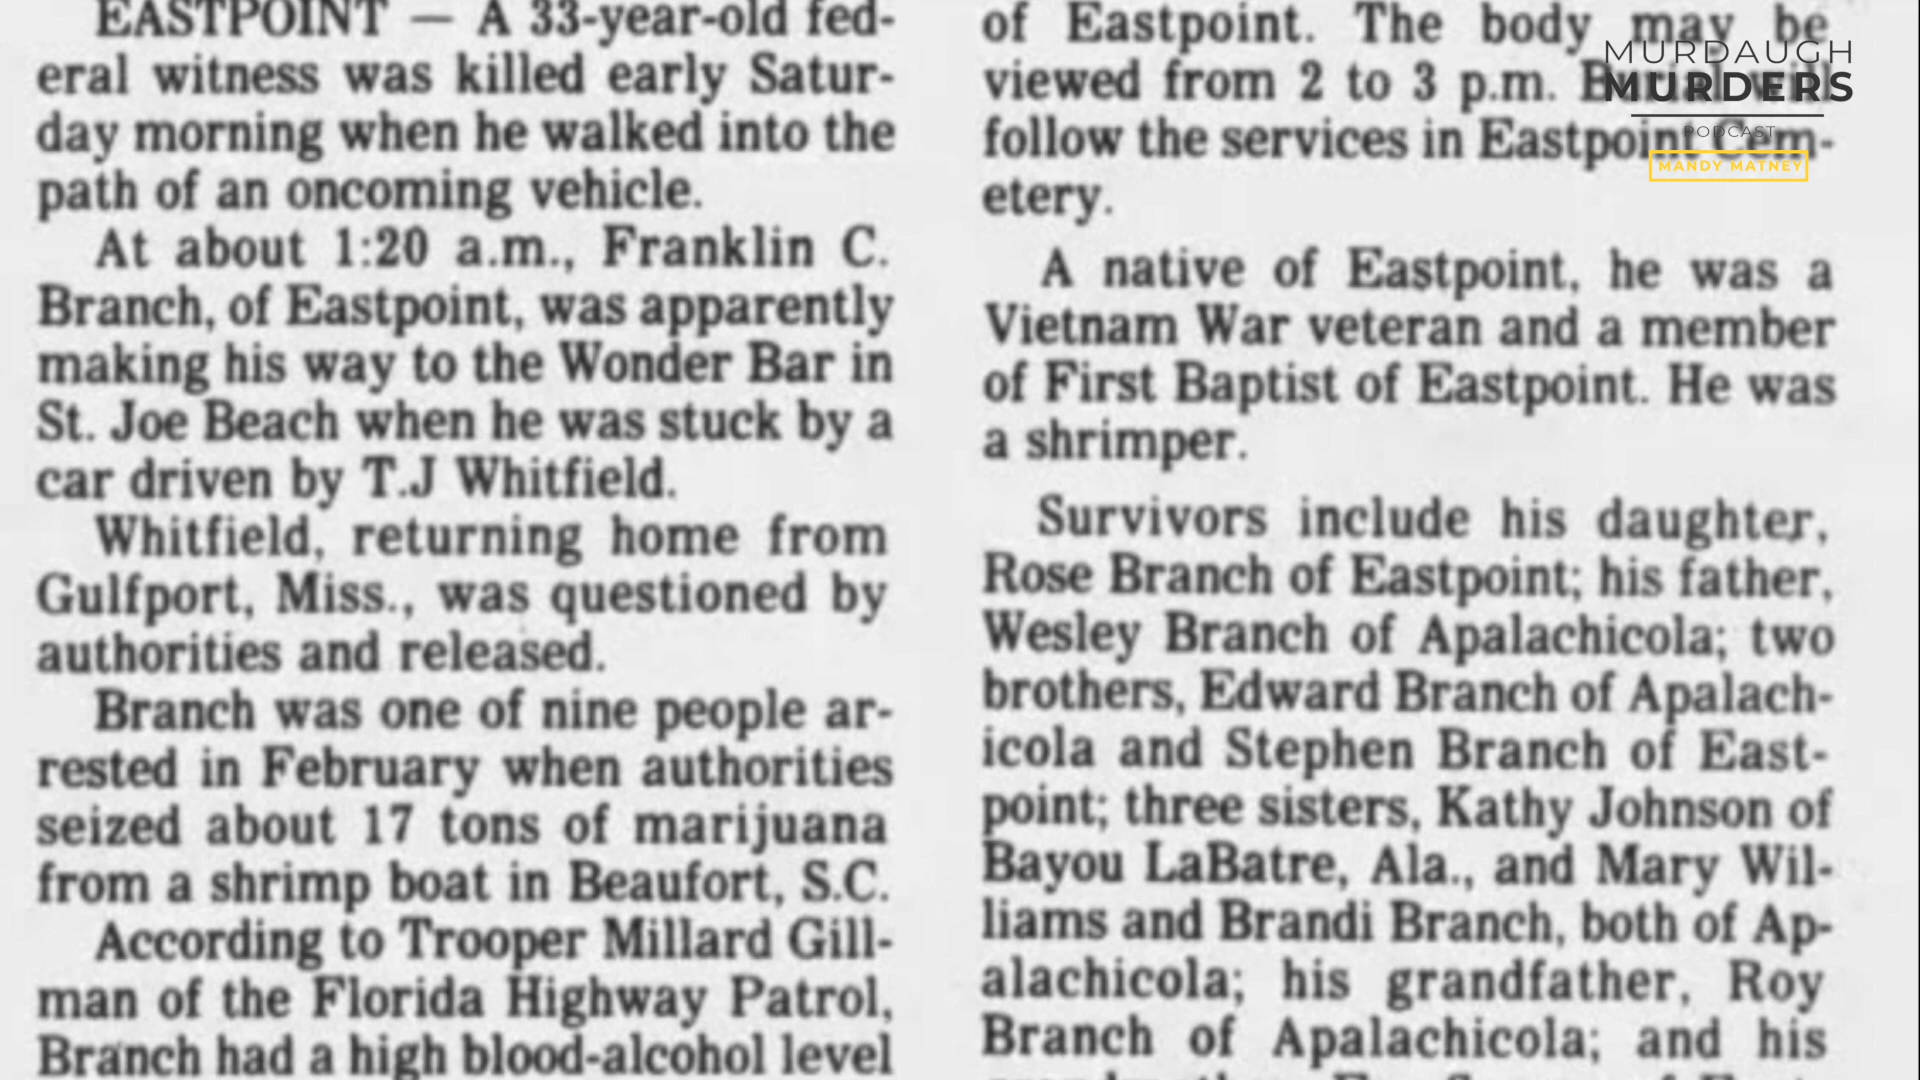 EASTPOINT — A 33-year-old fed-
eral witness was killed early Satur-
day morning when he walked into the
path of an oncoming vehicle.
At about 1:20 a.m., Franklin C.
Branch, of Eastpoint, was apparently
making his way to the Wonder Bar in
St. Joe Beach when he was stuck by a
car driven by T.J Whitfield.
Whitfield, returning home from
Gulfport, Miss., was questioned by
authorities and released.
Branch was one of nine people ar-
rested in February when authorities
seized about 17 tons of marijuana
from a shrimp boat in Beaufort, S.C.
According to Trooper Millard Gill-
man of the Florida Highway Patrol,
Branch had a high blood-alcohol level
of Eastpoint. The body may be
viewed from 2 to 3 p.m. Burial will
follow the services in Eastpoint Cem-
etery.
A native of Eastpoint, he was a
Vietnam War veteran and a member
of First Baptist of Eastpoint. He was
a shrimper.
Survivors include his daughter,
Rose Branch of Eastpoint; his father,
Wesley Branch of Apalachicola; two
brothers, Edward Branch of Apalach-
icola and Stephen Branch of East-
point; three sisters, Kathy Johnson of
Bayou LaBatre, Ala., and Mary Wil-
liams and Brandi Branch, both of Ap-
alachicola; his grandfather, Roy
Branch of Apalachicola; and his
MURDAUGH
MURDERS
PODCAST
MANDY MATNEY